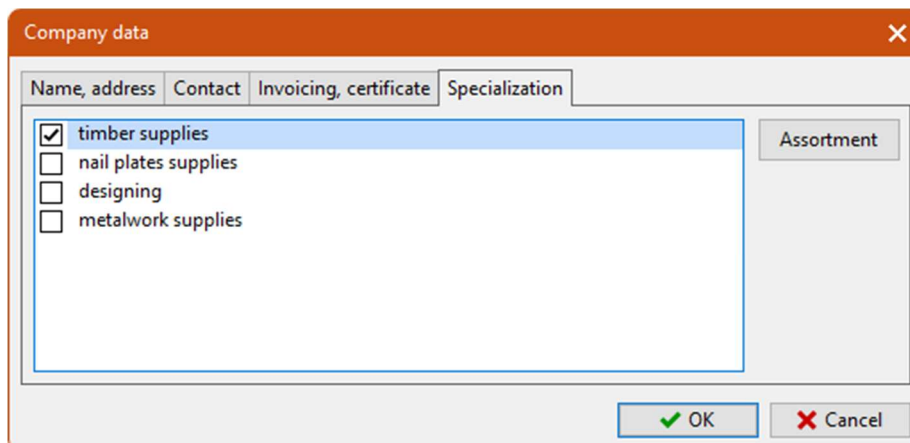 Company data
Name, address Contact Invoicing, certificate Specialization
timber supplies
nail plates supplies
designing
metalwork supplies
Assortment
OK Cancel